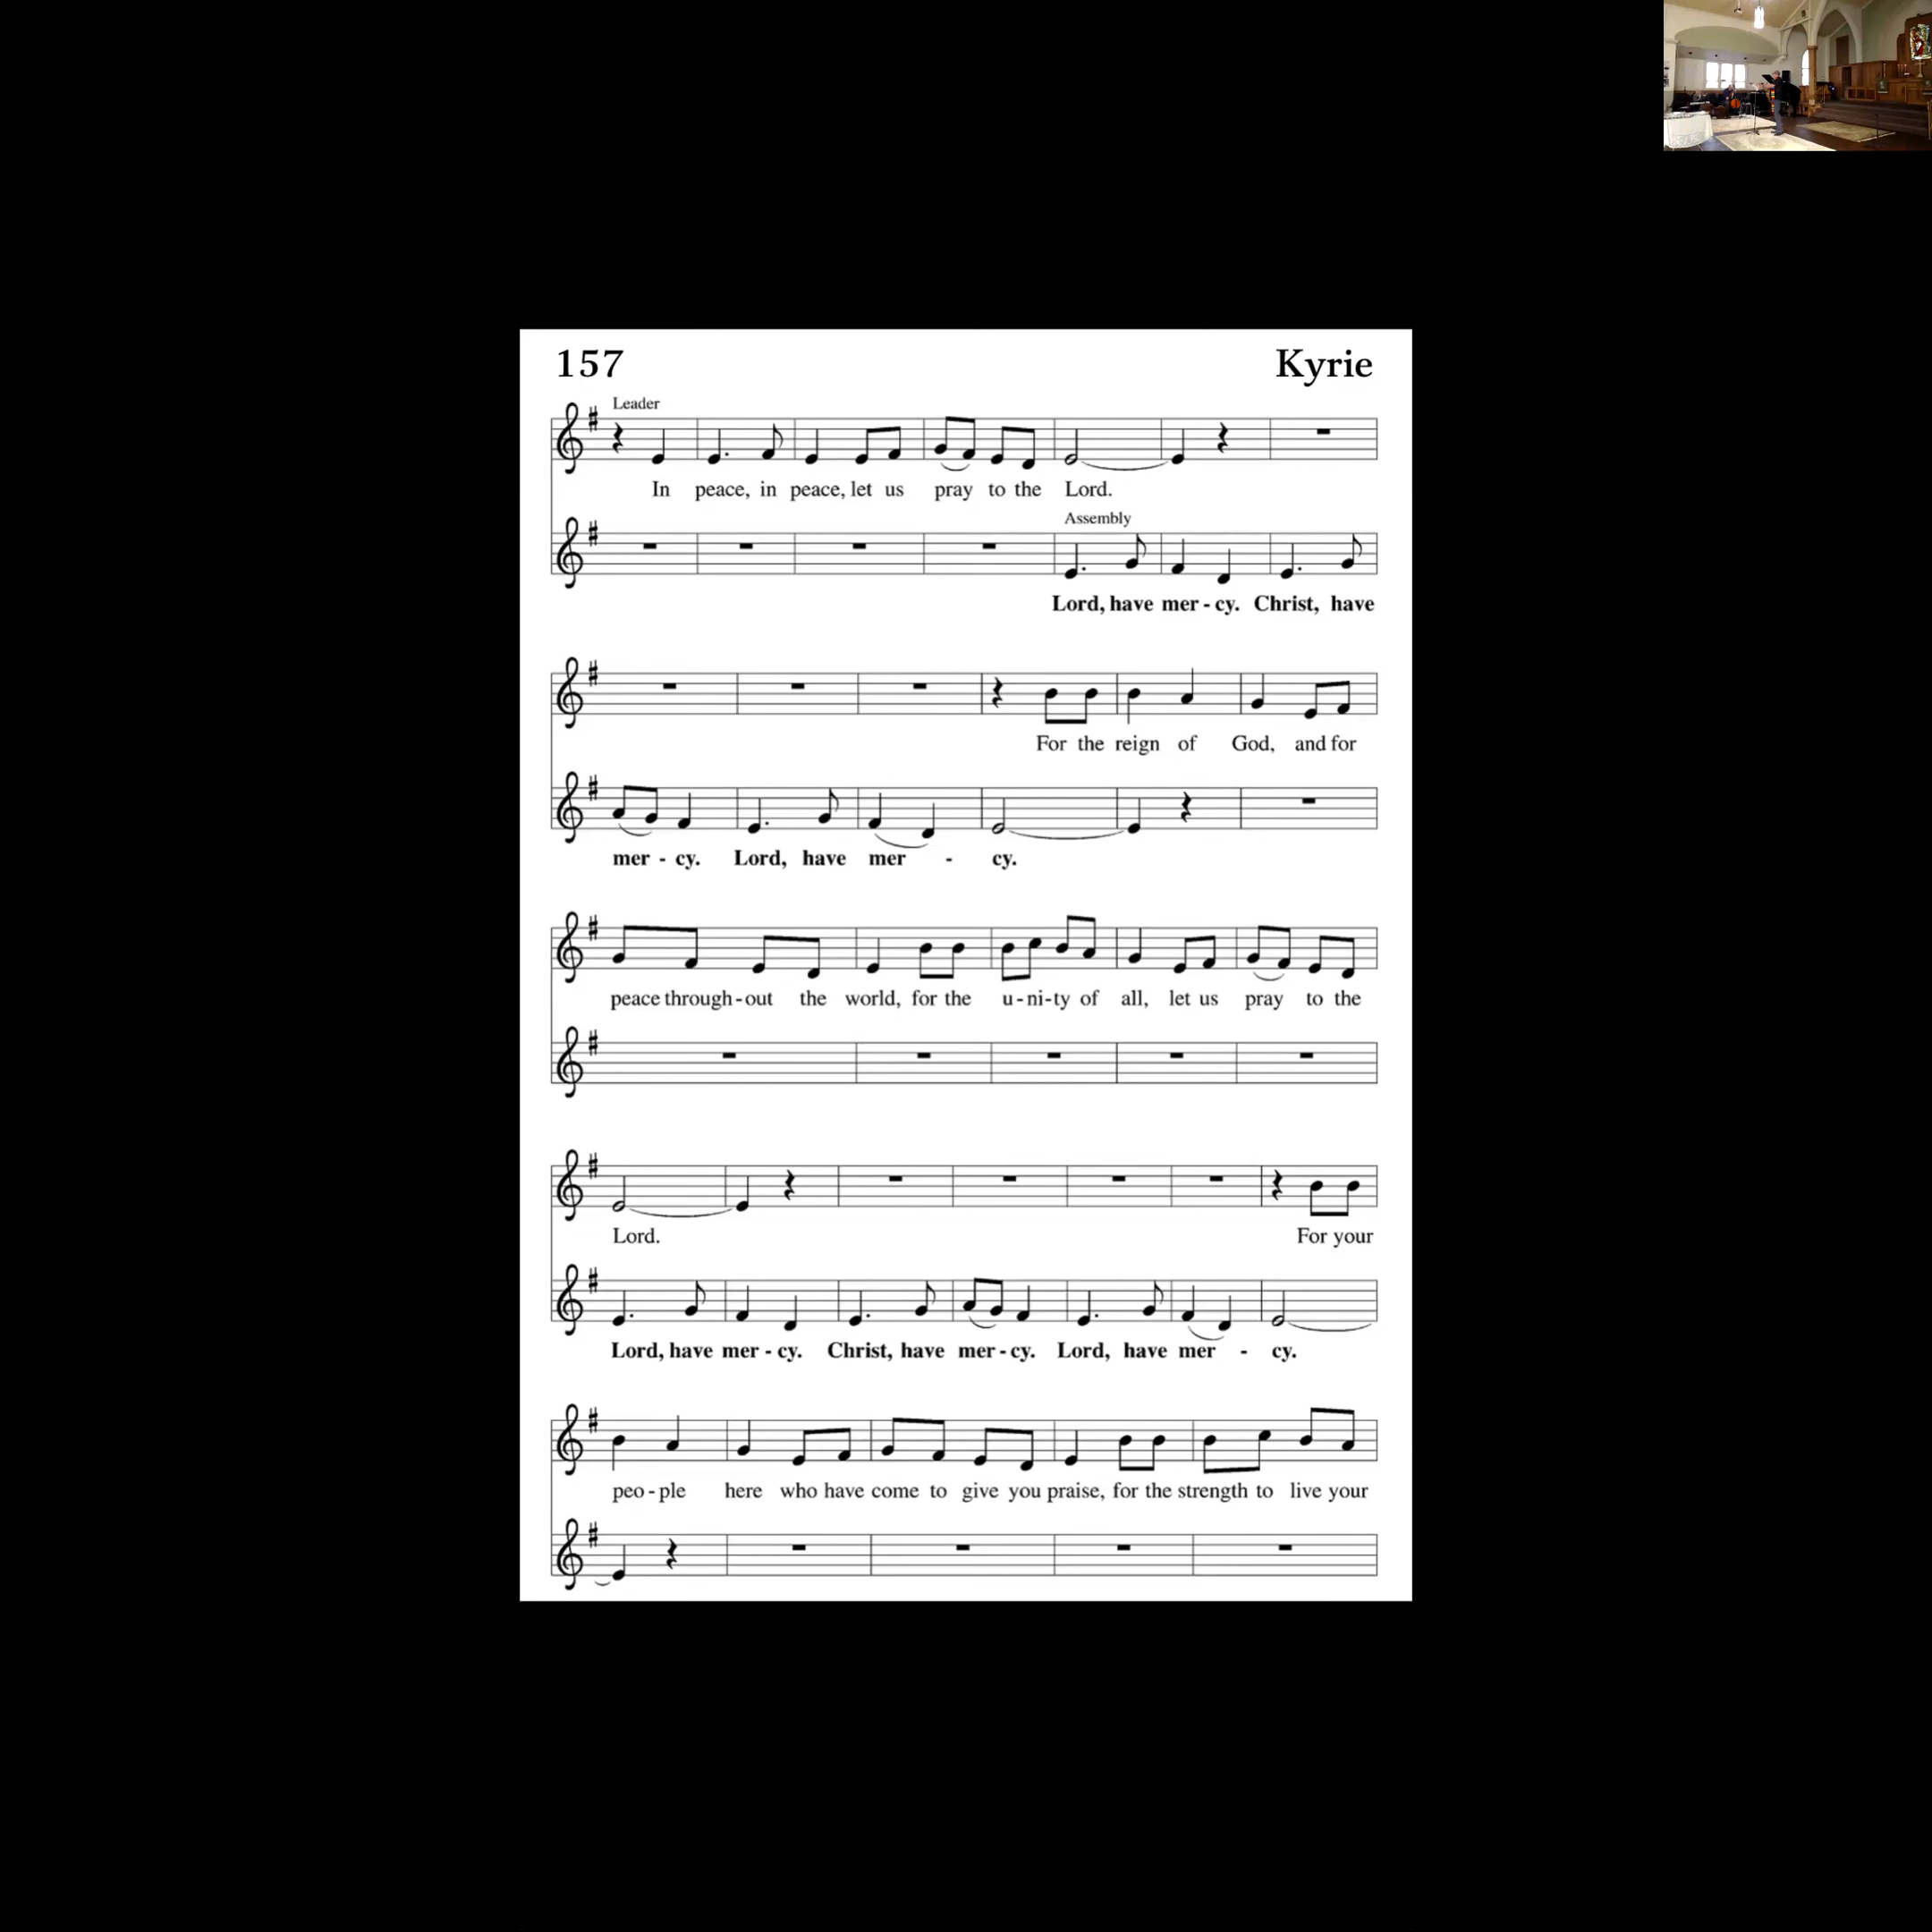 157 Kyrie
Leader
In peace, in peace, let us pray to the Lord.
Assembly
Lord, have mer - cy. Christ, have
For the reign of God, and for
mer - cy. Lord, have mer - cy.
peace through - out the world, for the u - ni - ty of all, let us pray to the
Lord. For your
Lord, have mer - cy. Christ, have mer - cy. Lord, have mer - cy.
peo - ple here who have come to give you praise, for the strength to live your